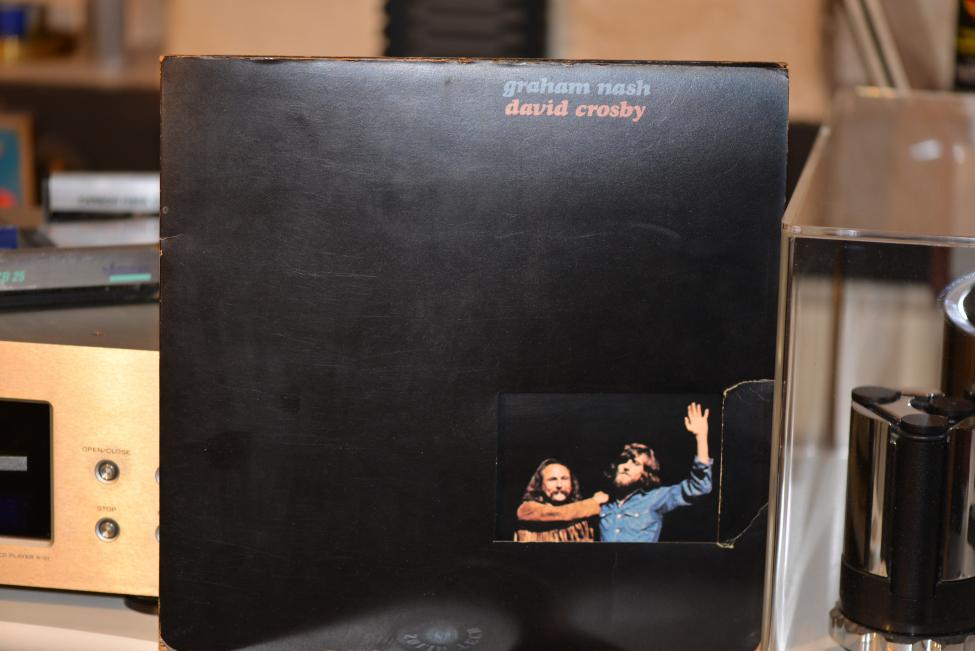 graham nash
david crosby
OPEN/CLOSE
STOP